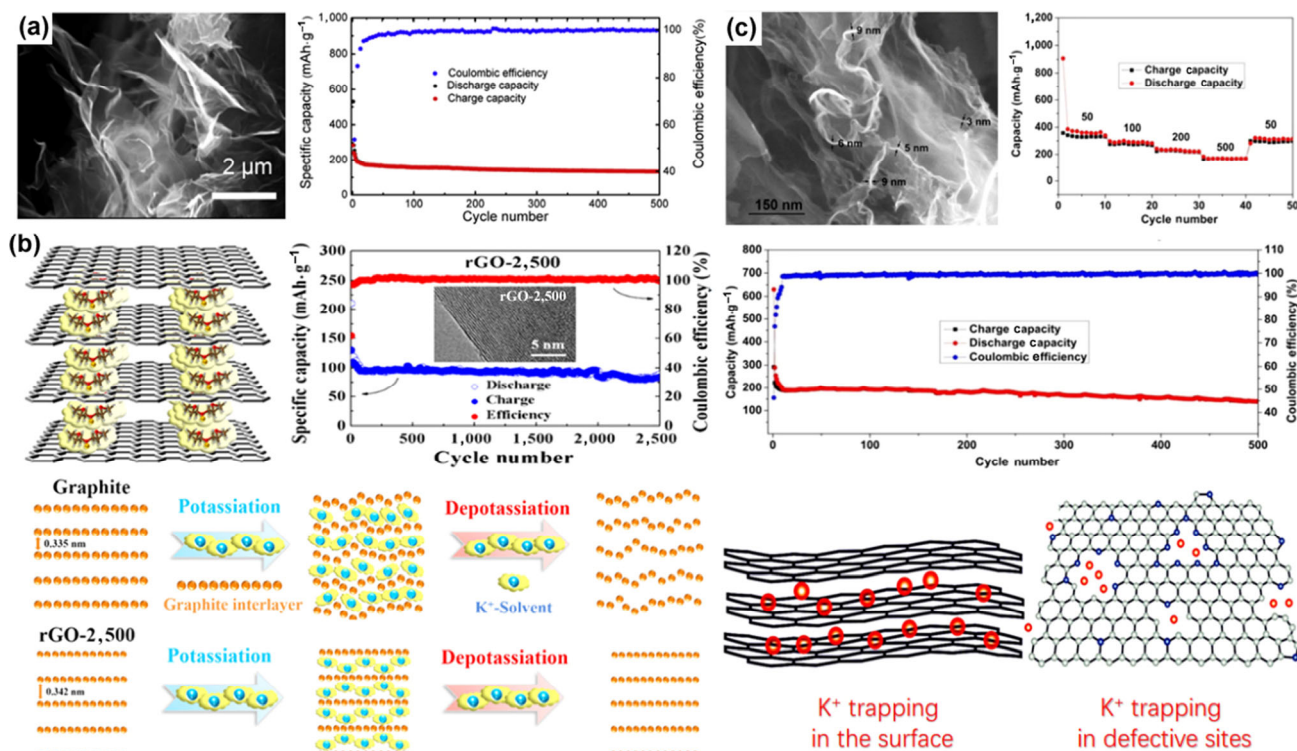 (a)
2 μm
Spectific capacity (mAh·g⁻¹)
1,000
800
600
400
200
0
Coulombic efficiency
Discharge capacity
Charge capacity
100
80
60
40
Coulombic efficiency(%)
0 100 200 300 400 500
Cycle number
(c)
9 nm
3 nm
6 nm
5 nm
9 nm
150 nm
Capacity (mAh·g⁻¹)
1,200
1,000
800
600
400
200
0
Charge capacity
Discharge capacity
50
100
200
500
50
0 10 20 30 40 50
Cycle number
(b)
Specific capacity (mAh·g⁻¹)
300
250
200
150
100
50
0
rGO-2,500
rGO-2,500
5 nm
Discharge
Charge
Efficiency
120
100
80
60
40
20
0
Coulombic efficiency (%)
0 500 1,000 1,500 2,000 2,500
Cycle number
Capacity (mAh·g⁻¹)
800
700
600
500
400
300
200
100
Charge capacity
Discharge capacity
Coulombic efficiency
110
100
90
80
70
60
50
40
Coulombic efficiency (%)
0 100 200 300 400 500
Cycle number
Graphite
0.335 nm
Potassiation
Graphite interlayer
Depotassiation
K⁺-Solvent
rGO-2,500
0.342 nm
Potassiation
Depotassiation
K⁺ trapping
in the surface
K⁺ trapping
in defective sites